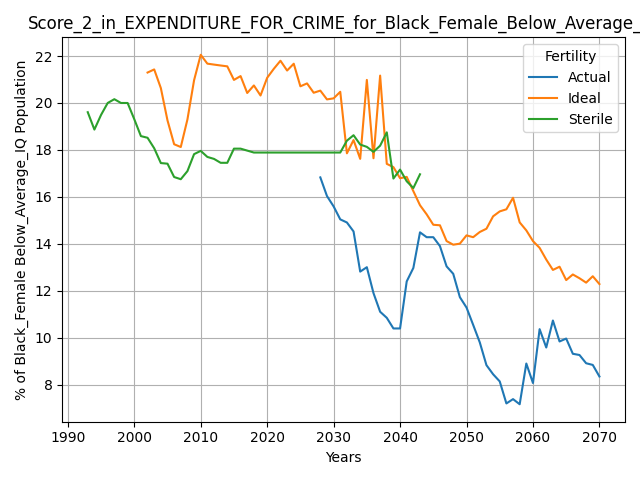 Score_2_in_EXPENDITURE_FOR_CRIME_for_Black_Female_Below_Average_
Fertility
Actual
Ideal
Sterile
% of Black_Female Below_Average_IQ Population
22
20
18
16
14
12
10
8
1990 2000 2010 2020 2030 2040 2050 2060 2070
Years